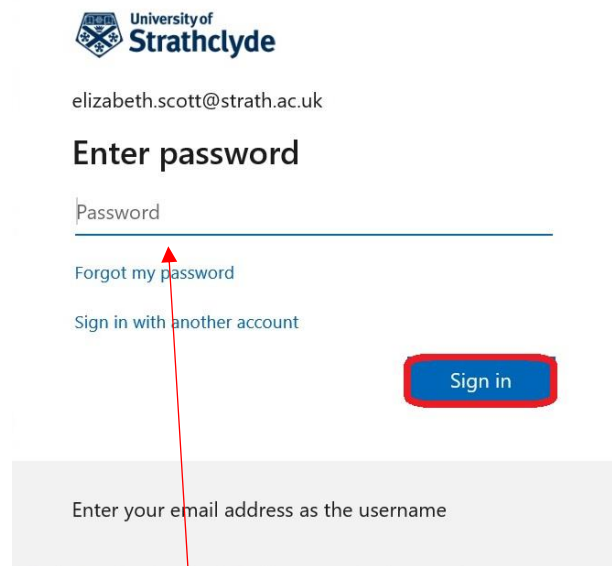 University of
Strathclyde
elizabeth.scott@strath.ac.uk
Enter password
Password
Forgot my password
Sign in with another account
Sign in
Enter your email address as the username